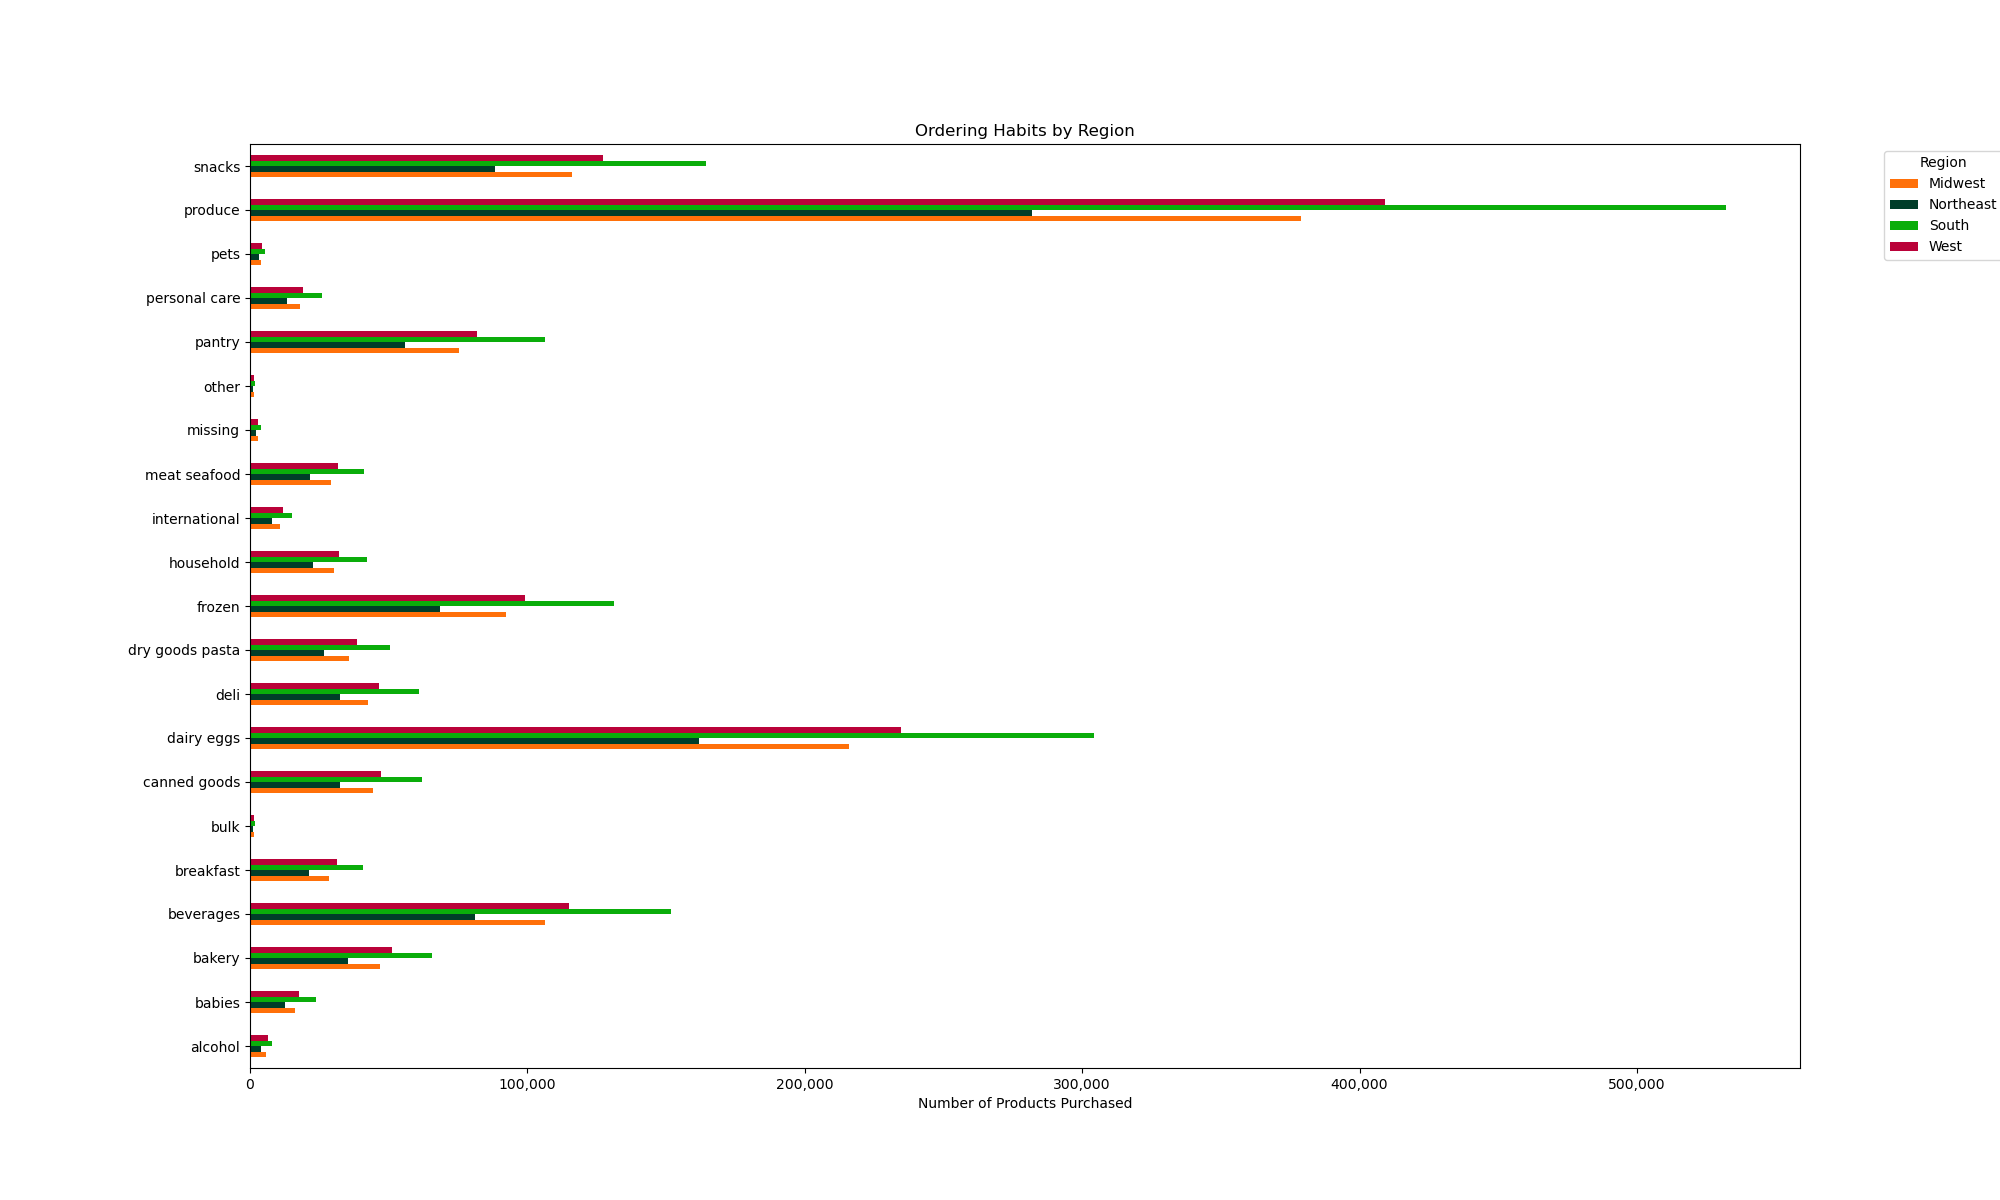 Ordering Habits by Region
snacks
produce
pets
personal care
pantry
other
missing
meat seafood
international
household
frozen
dry goods pasta
deli
dairy eggs
canned goods
bulk
breakfast
beverages
bakery
babies
alcohol
0 100,000 200,000 300,000 400,000 500,000
Number of Products Purchased
Region
Midwest
Northeast
South
West